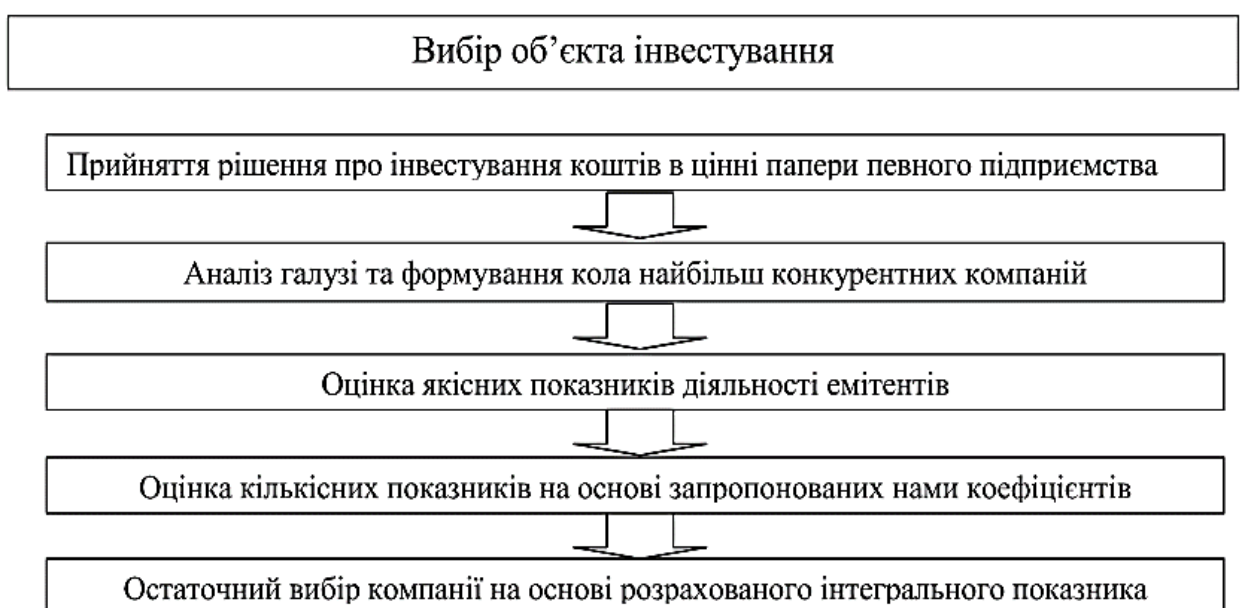 Вибір об’єкта інвестування
Прийняття рішення про інвестування коштів в цінні папери певного підприємства
Аналіз галузі та формування кола найбільш конкурентних компаній
Оцінка якісних показників діяльності емітентів
Оцінка кількісних показників на основі запропонованих нами коефіцієнтів
Остаточний вибір компанії на основі розрахованого інтегрального показника